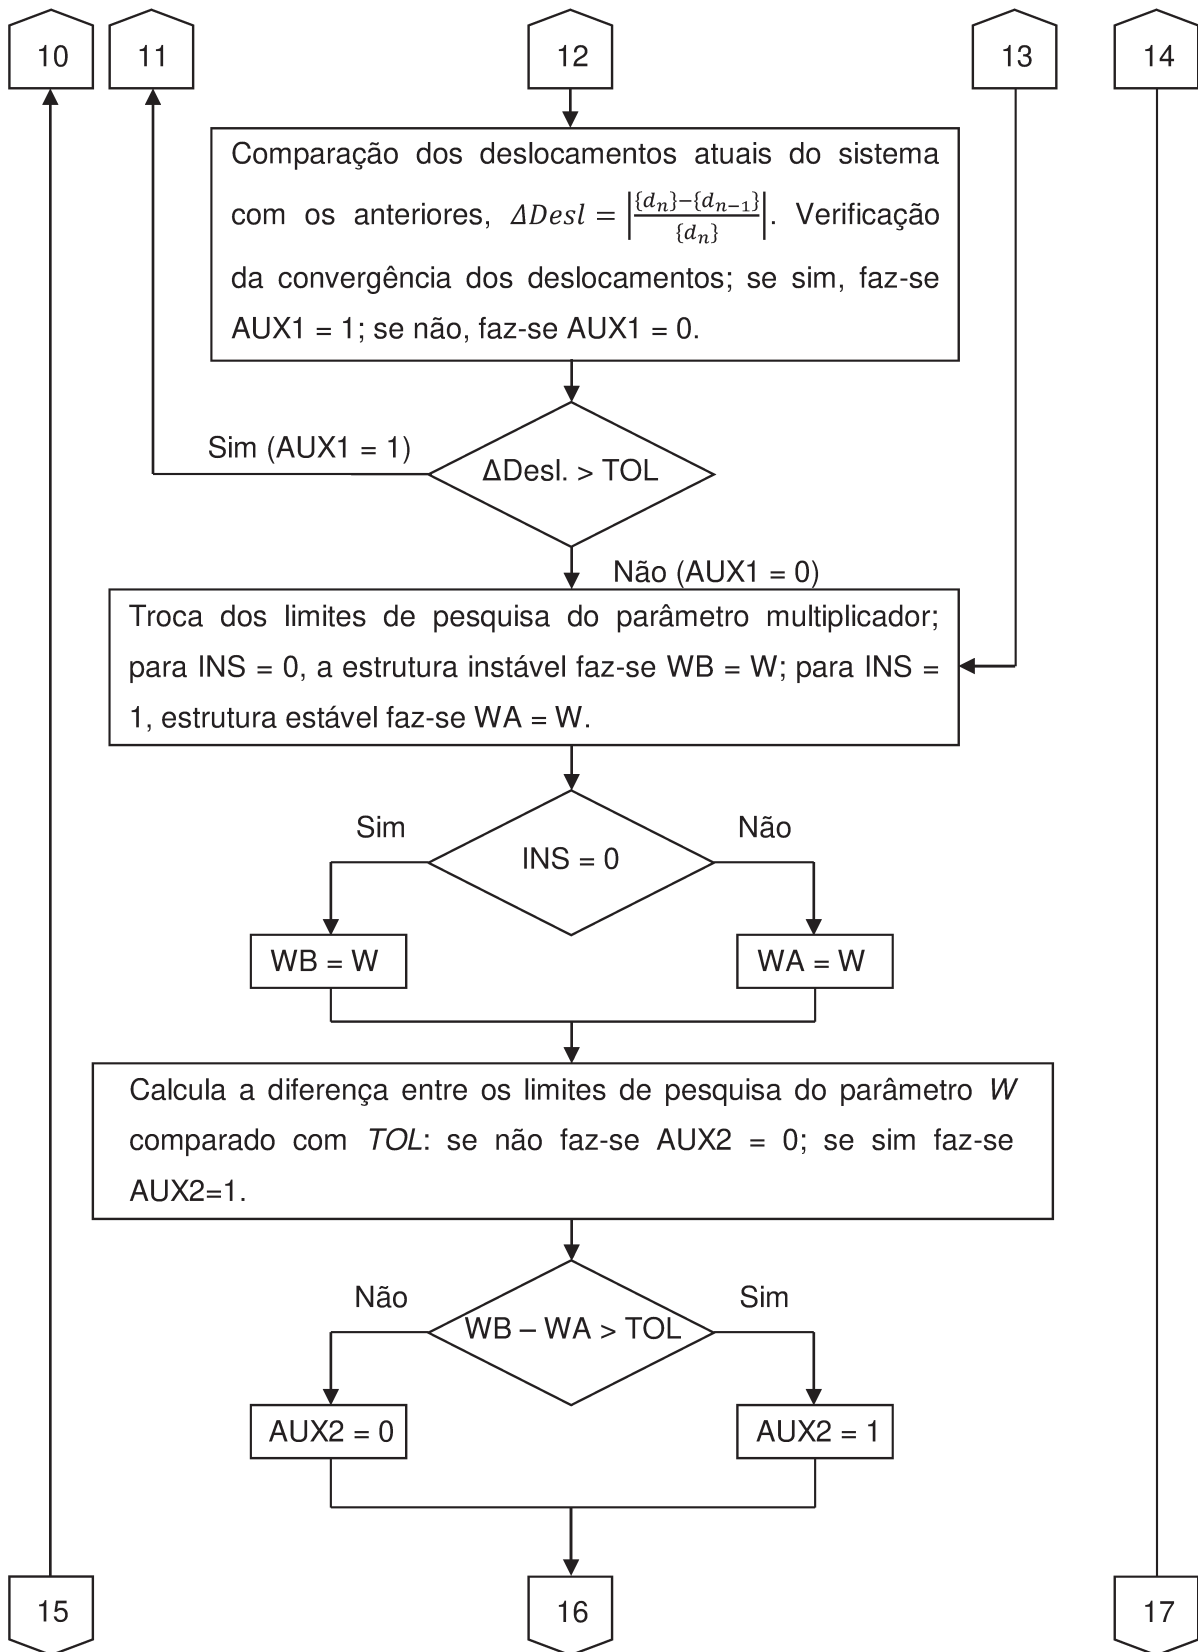 10
11
12
13
14
Comparação dos deslocamentos atuais do sistema
com os anteriores, ΔDesl = |({d_n}−{d_{n−1}})/{d_n}|. Verificação
da convergência dos deslocamentos; se sim, faz-se
AUX1 = 1; se não, faz-se AUX1 = 0.
Sim (AUX1 = 1)
ΔDesl. > TOL
Não (AUX1 = 0)
Troca dos limites de pesquisa do parâmetro multiplicador;
para INS = 0, a estrutura instável faz-se WB = W; para INS =
1, estrutura estável faz-se WA = W.
Sim
Não
INS = 0
WB = W
WA = W
Calcula a diferença entre os limites de pesquisa do parâmetro W
comparado com TOL: se não faz-se AUX2 = 0; se sim faz-se
AUX2=1.
Não
Sim
WB – WA > TOL
AUX2 = 0
AUX2 = 1
15
16
17